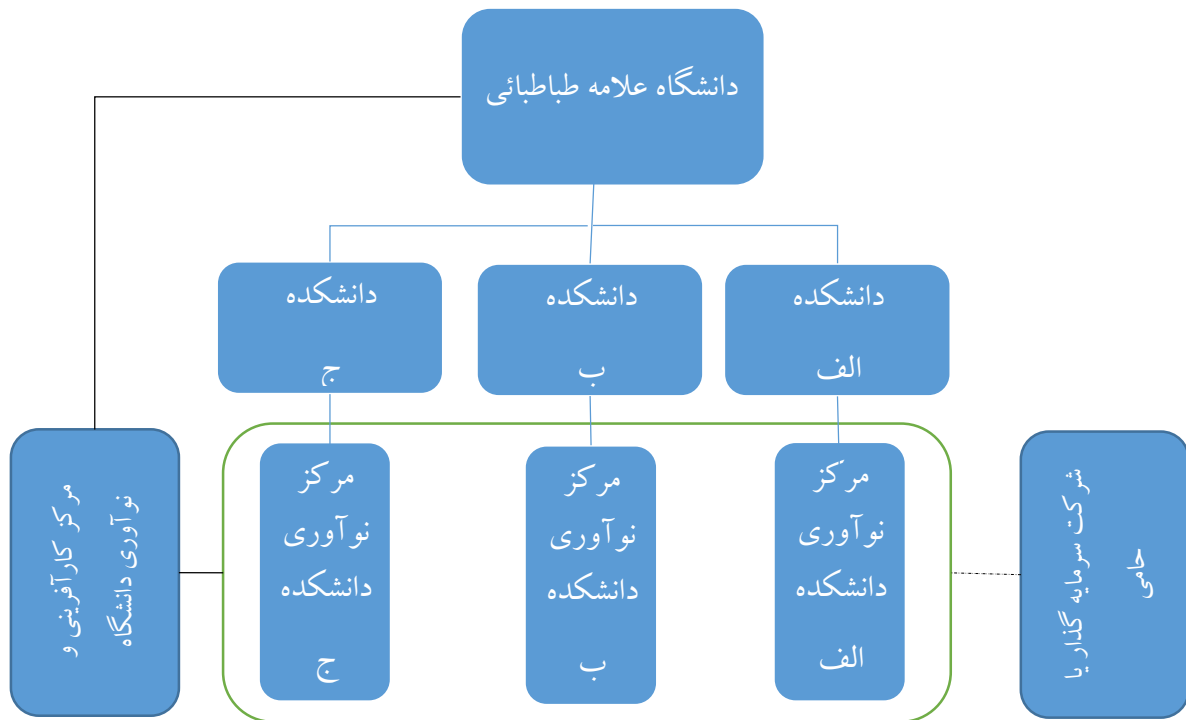 دانشگاه علامه طباطبائی
دانشکده
الف
دانشکده
ب
دانشکده
ج
شرکت سرمایه گذار یا
حامی
مرکز
نوآوری
دانشکده
الف
مرکز
نوآوری
دانشکده
ب
مرکز
نوآوری
دانشکده
ج
مرکز کارآفرینی و
نوآوری دانشگاه